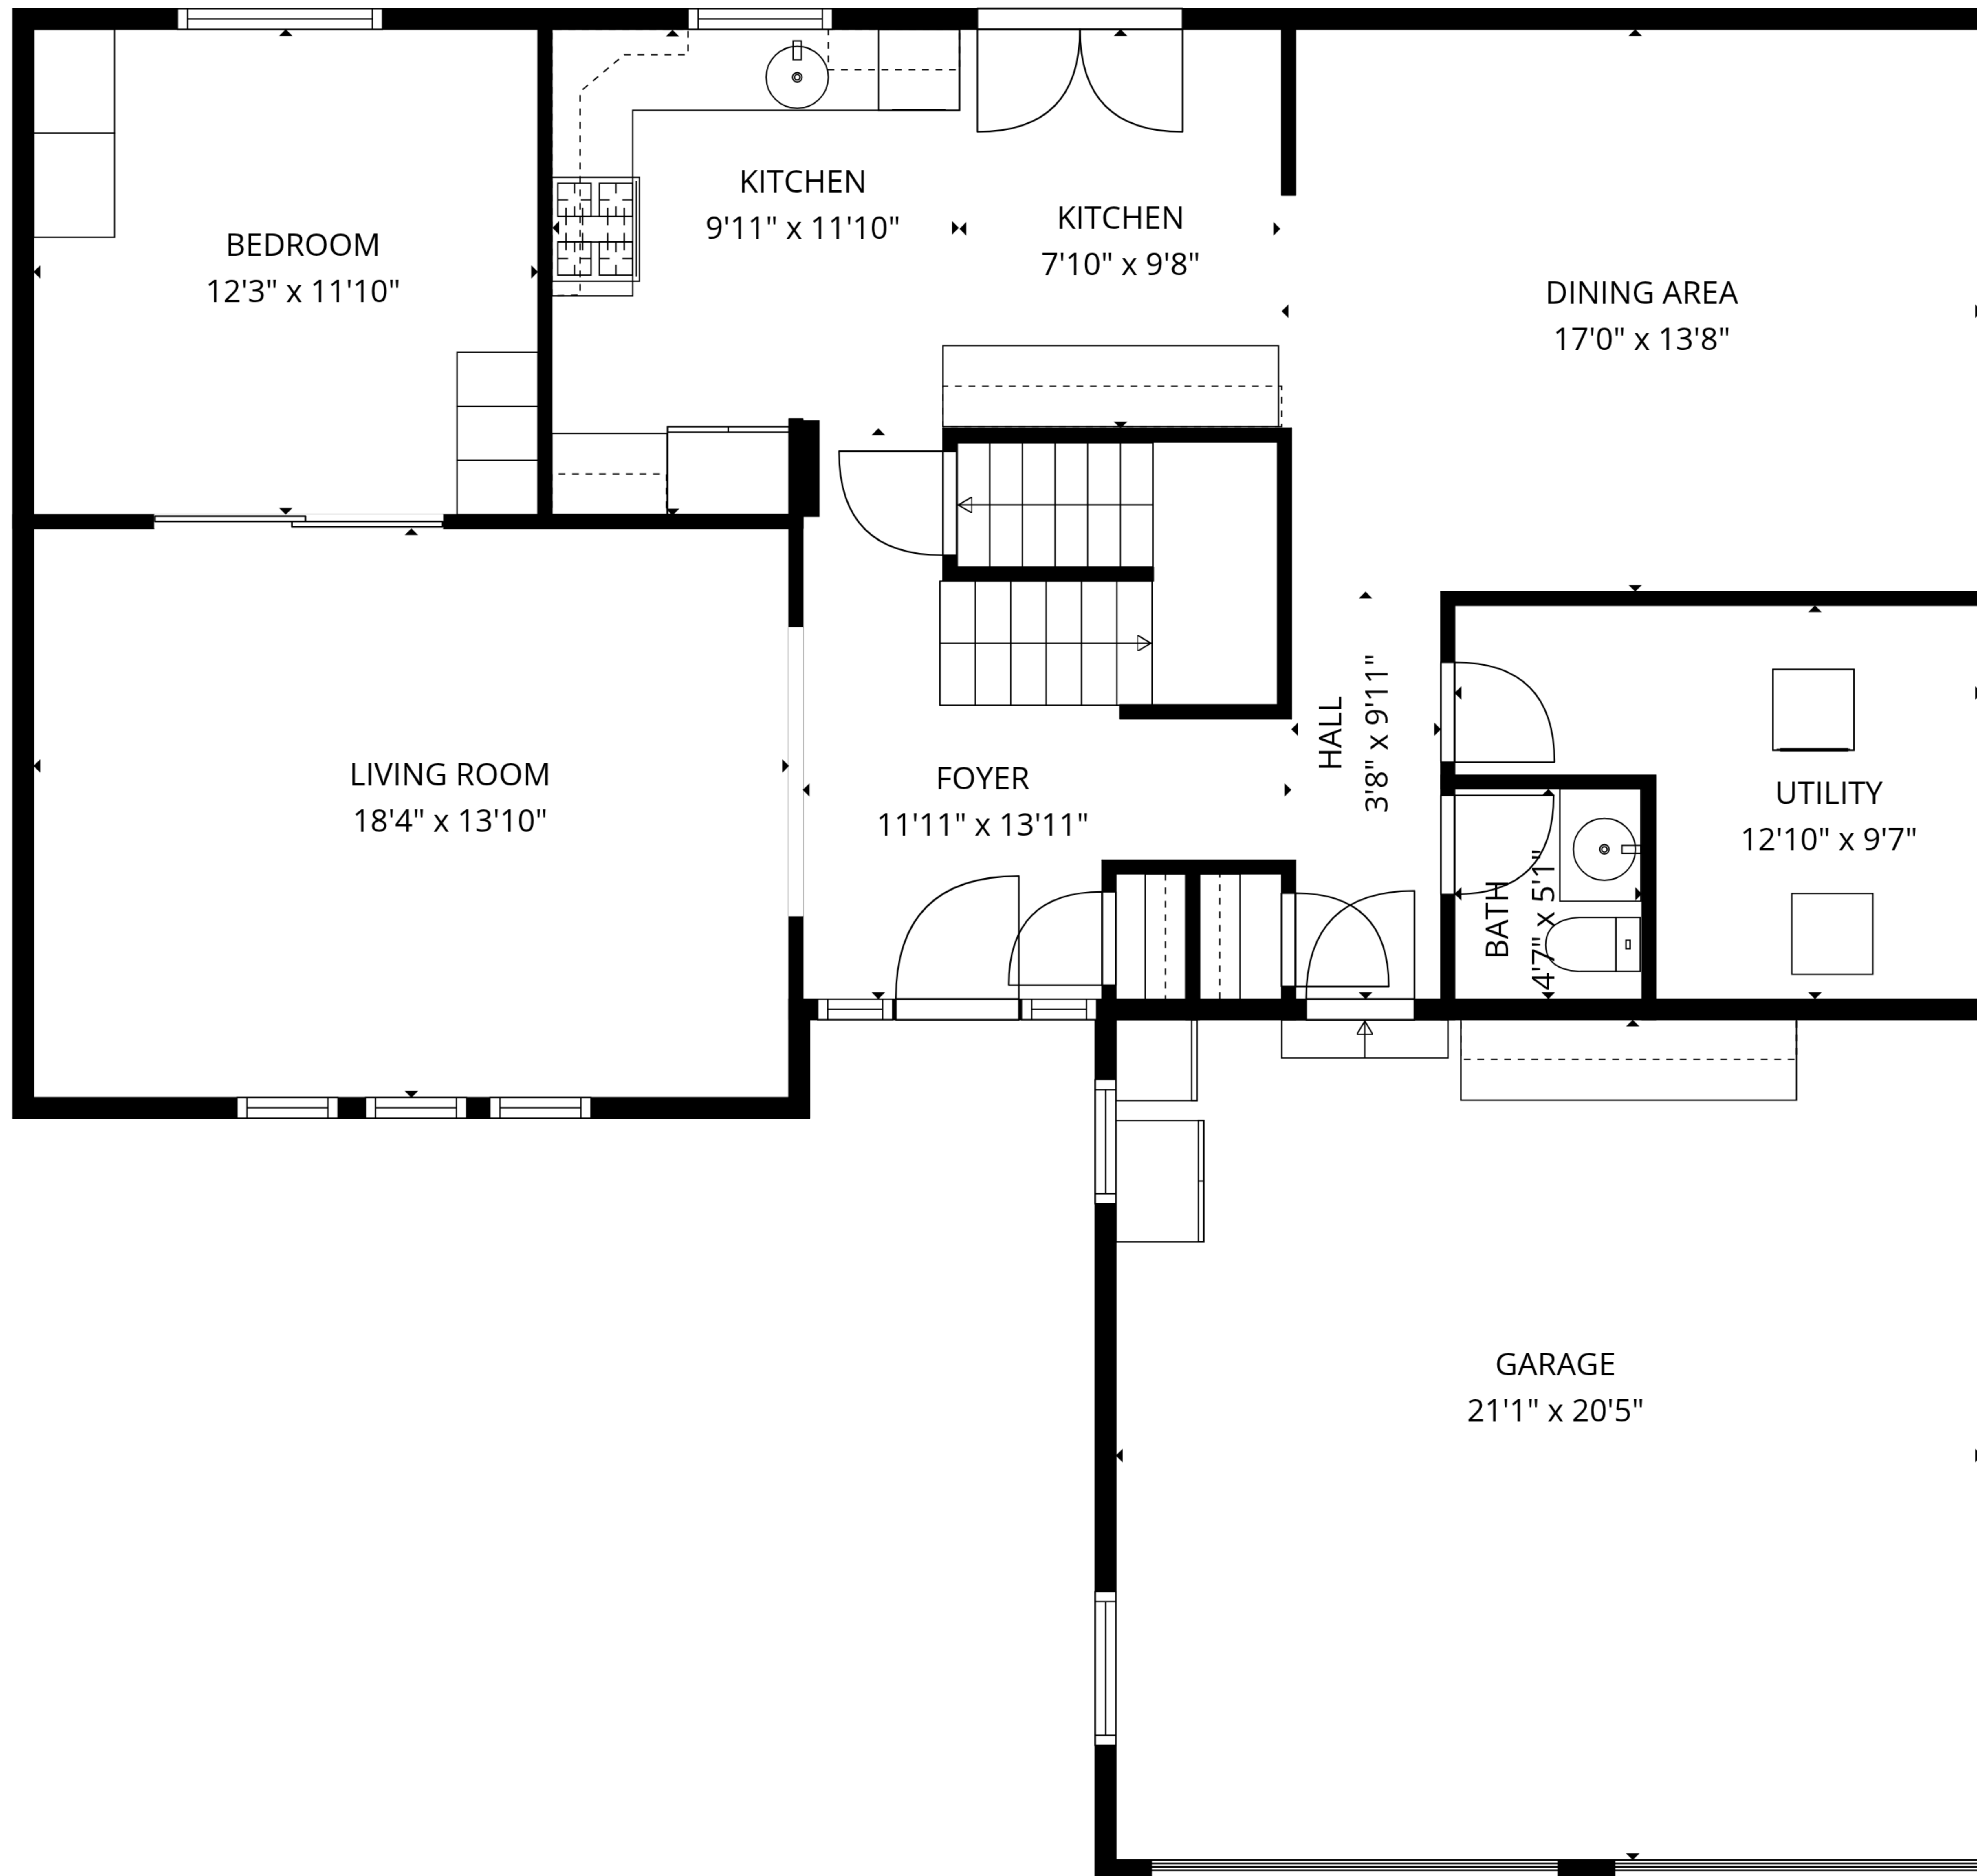 KITCHEN
9'11" x 11'10"
KITCHEN
7'10" x 9'8"
BEDROOM
12'3" x 11'10"
DINING AREA
17'0" x 13'8"
HALL
3'8" x 9'11"
LIVING ROOM
18'4" x 13'10"
FOYER
11'11" x 13'11"
UTILITY
12'10" x 9'7"
BATH
4'7" x 5'1"
GARAGE
21'1" x 20'5"